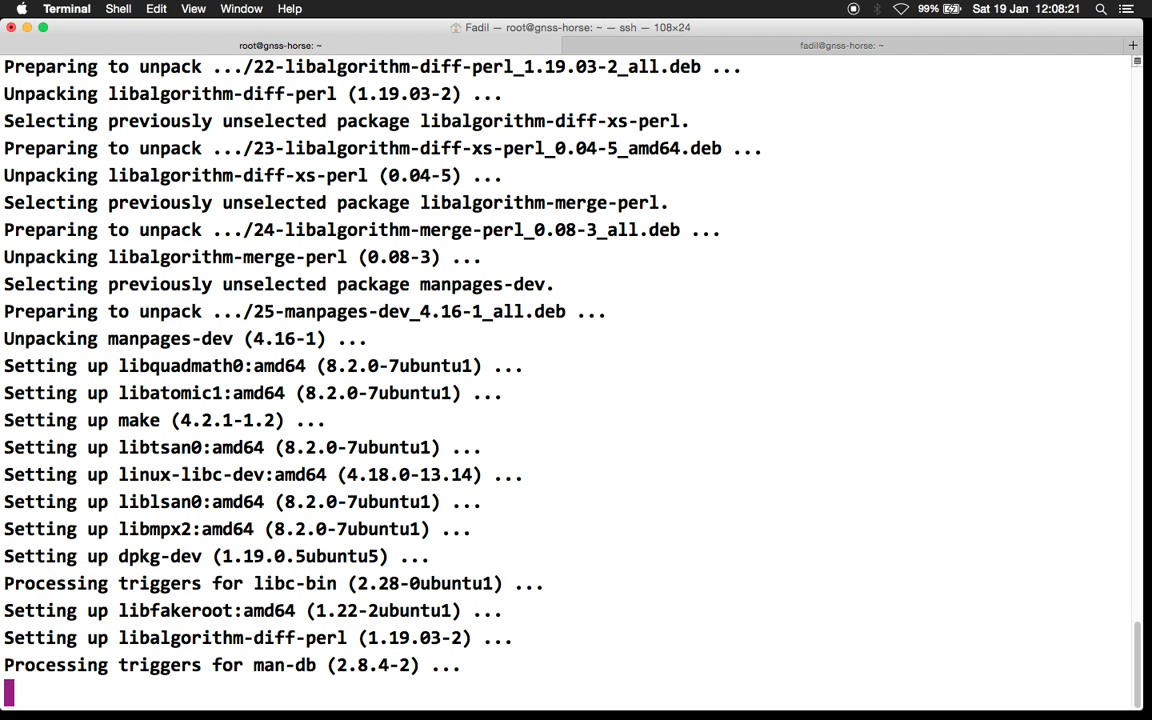 Terminal Shell Edit View Window Help 99% Sat 19 Jan 12:08:21
Fadil — root@gnss-horse: ~ — ssh — 108×24
root@gnss-horse: ~ fadil@gnss-horse: ~ +
Preparing to unpack .../22-libalgorithm-diff-perl_1.19.03-2_all.deb ...
Unpacking libalgorithm-diff-perl (1.19.03-2) ...
Selecting previously unselected package libalgorithm-diff-xs-perl.
Preparing to unpack .../23-libalgorithm-diff-xs-perl_0.04-5_amd64.deb ...
Unpacking libalgorithm-diff-xs-perl (0.04-5) ...
Selecting previously unselected package libalgorithm-merge-perl.
Preparing to unpack .../24-libalgorithm-merge-perl_0.08-3_all.deb ...
Unpacking libalgorithm-merge-perl (0.08-3) ...
Selecting previously unselected package manpages-dev.
Preparing to unpack .../25-manpages-dev_4.16-1_all.deb ...
Unpacking manpages-dev (4.16-1) ...
Setting up libquadmath0:amd64 (8.2.0-7ubuntu1) ...
Setting up libatomic1:amd64 (8.2.0-7ubuntu1) ...
Setting up make (4.2.1-1.2) ...
Setting up libtsan0:amd64 (8.2.0-7ubuntu1) ...
Setting up linux-libc-dev:amd64 (4.18.0-13.14) ...
Setting up liblsan0:amd64 (8.2.0-7ubuntu1) ...
Setting up libmpx2:amd64 (8.2.0-7ubuntu1) ...
Setting up dpkg-dev (1.19.0.5ubuntu5) ...
Processing triggers for libc-bin (2.28-0ubuntu1) ...
Setting up libfakeroot:amd64 (1.22-2ubuntu1) ...
Setting up libalgorithm-diff-perl (1.19.03-2) ...
Processing triggers for man-db (2.8.4-2) ...